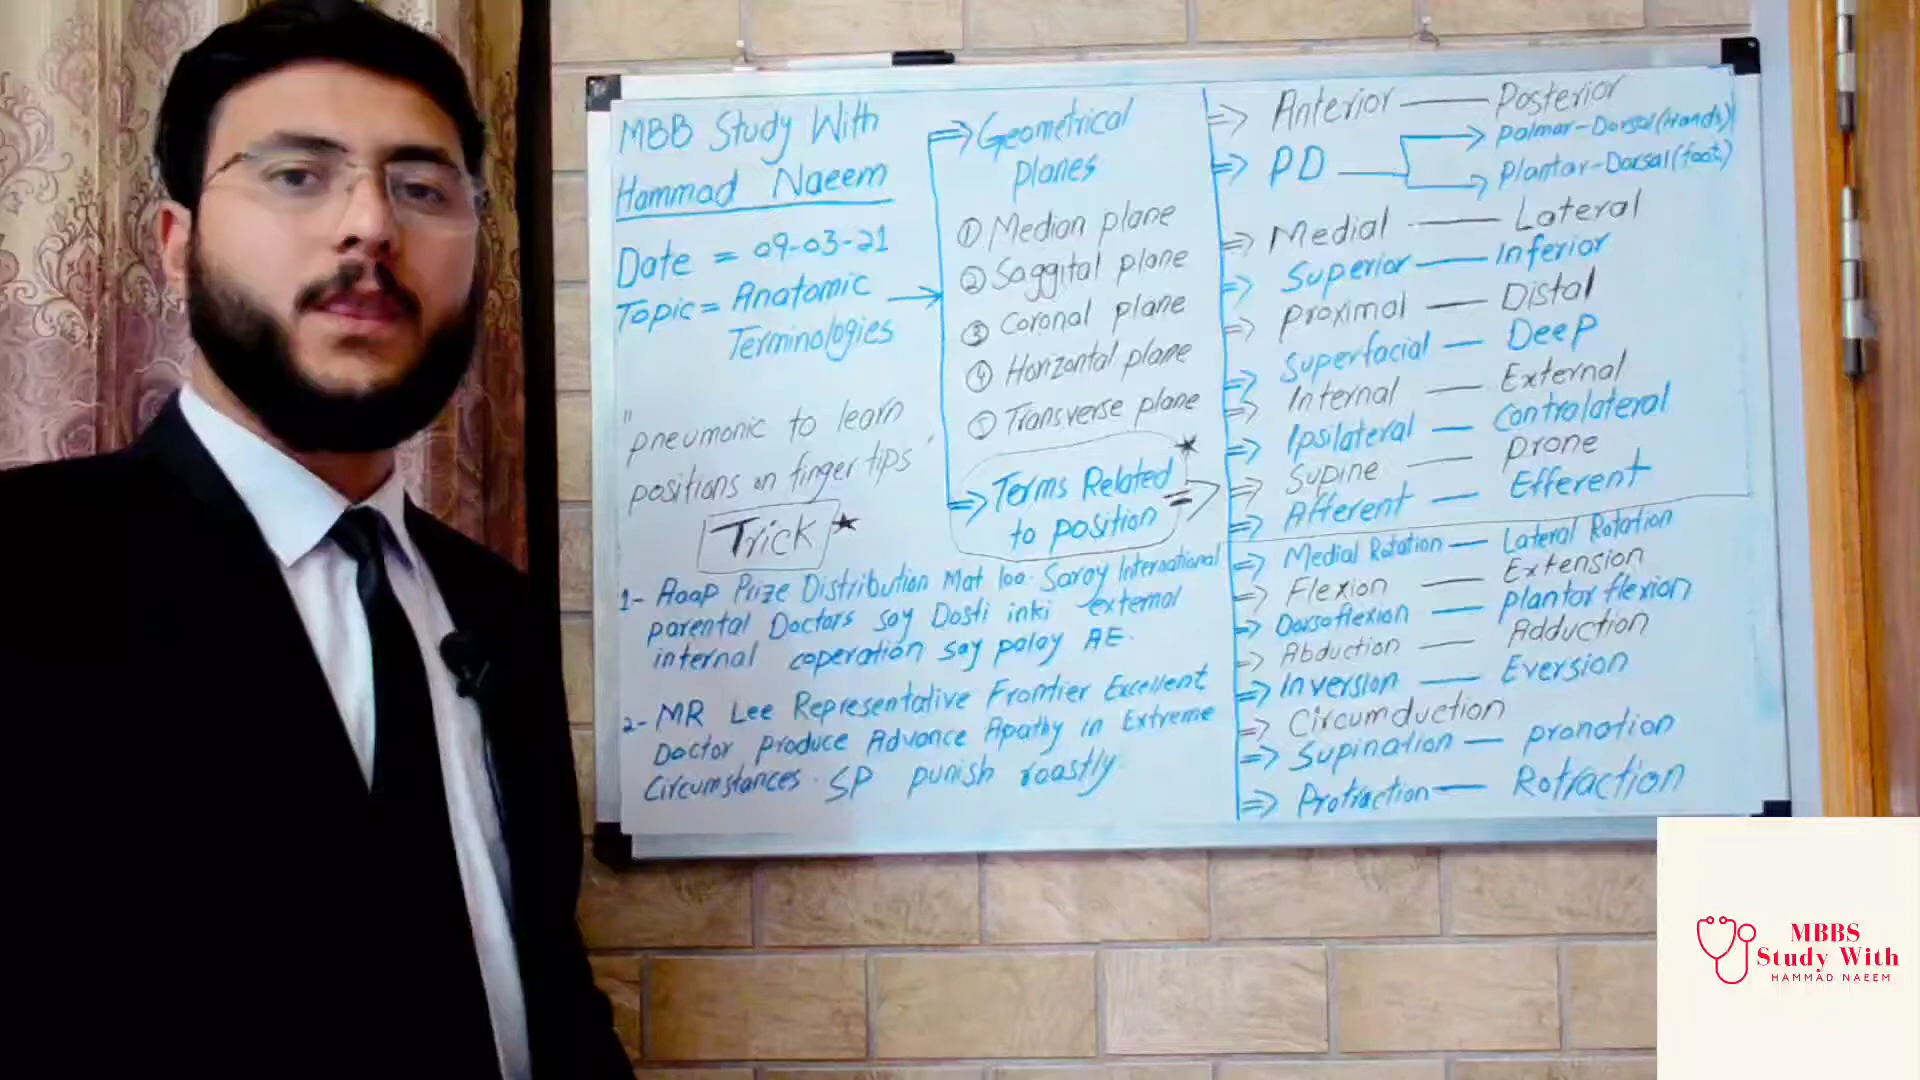 MBB Study With
Hammad Naeem
Date = 09-03-21
Topic = Anatomic
Terminologies
"pneumonic to learn
positions on finger tips"
Trick
1- Aaap Prize Distribution Mat loo. Saray International
parental Doctors say Dosti inki external
internal coperation say palay AE.
2- MR Lee Representative Frontier Excellent
Doctor produce Advance Apathy in Extreme
Circumstances. SP punish roastly.
⇒ Geometrical
planes
① Median plane
② Saggital plane
③ Coronal plane
④ Horizontal plane
⑤ Transverse plane
⇒ Terms Related
to position
⇒ Anterior — Posterior
⇒ PD → Palmar-Dorsal (Hands)
→ Plantar-Dorsal (foot)
⇒ Medial — Lateral
⇒ Superior — Inferior
⇒ Proximal — Distal
⇒ Superfacial — Deep
⇒ Internal — External
⇒ Ipsilateral — Contralateral
⇒ Supine — prone
⇒ Afferent — Efferent
⇒ Medial Rotation — Lateral Rotation
⇒ Flexion — Extension
⇒ Dorsoflexion — plantor flexion
⇒ Abduction — Adduction
⇒ Inversion — Eversion
⇒ Circumduction
⇒ Supination — pronation
⇒ Protraction — Rotraction
MBBS
Study With
HAMMAD NAEEM